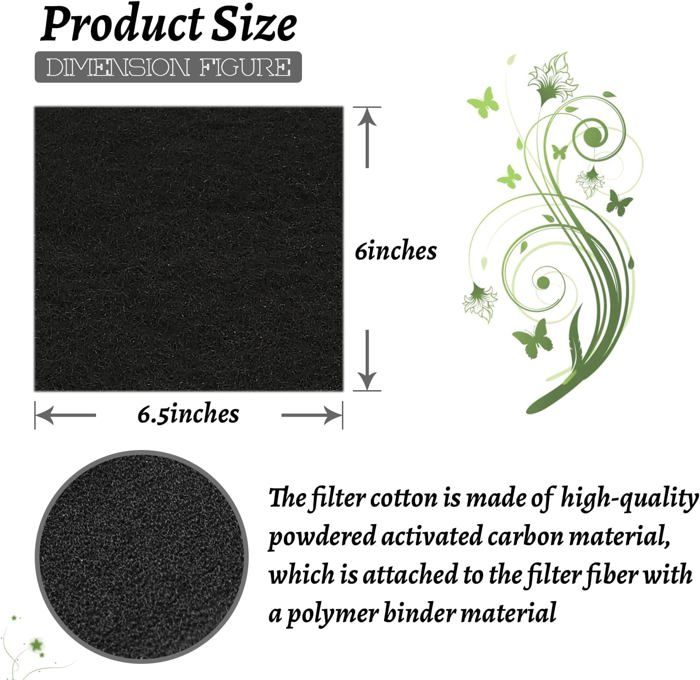 Product Size
DIMENSION FIGURE
6inches
6.5inches
The filter cotton is made of high-quality
powdered activated carbon material,
which is attached to the filter fiber with
a polymer binder material